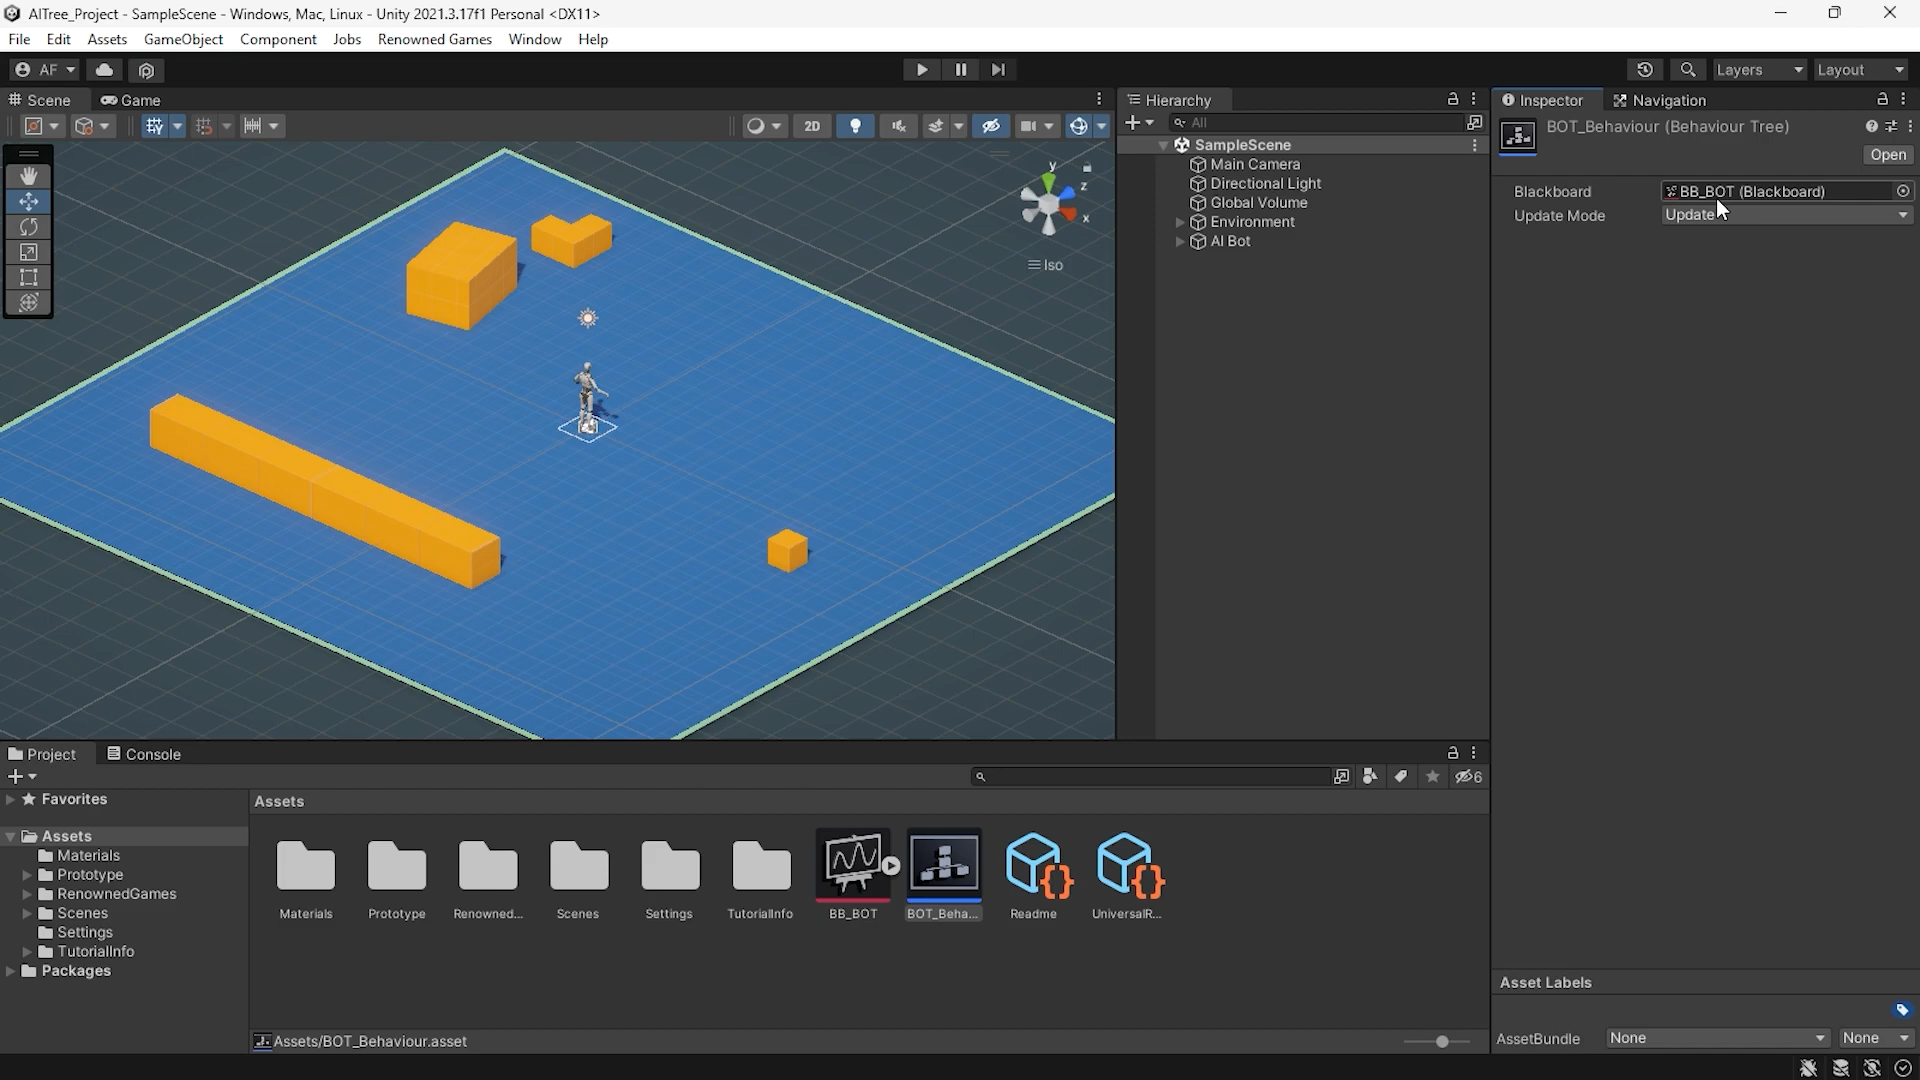 AITree_Project - SampleScene - Windows, Mac, Linux - Unity 2021.3.17f1 Personal <DX11>
File Edit Assets GameObject Component Jobs Renowned Games Window Help
AF Layers Layout
Scene Game
2D
y
z
x
Iso
Hierarchy
All
SampleScene
Main Camera
Directional Light
Global Volume
Environment
AI Bot
Inspector Navigation
BOT_Behaviour (Behaviour Tree)
Open
Blackboard BB_BOT (Blackboard)
Update Mode Update
Project Console
6
Favorites
Assets
Materials
Prototype
RenownedGames
Scenes
Settings
TutorialInfo
Packages
Assets
Materials Prototype Renowned... Scenes Settings TutorialInfo BB_BOT BOT_Beha... Readme UniversalR...
Assets/BOT_Behaviour.asset
Asset Labels
AssetBundle None None